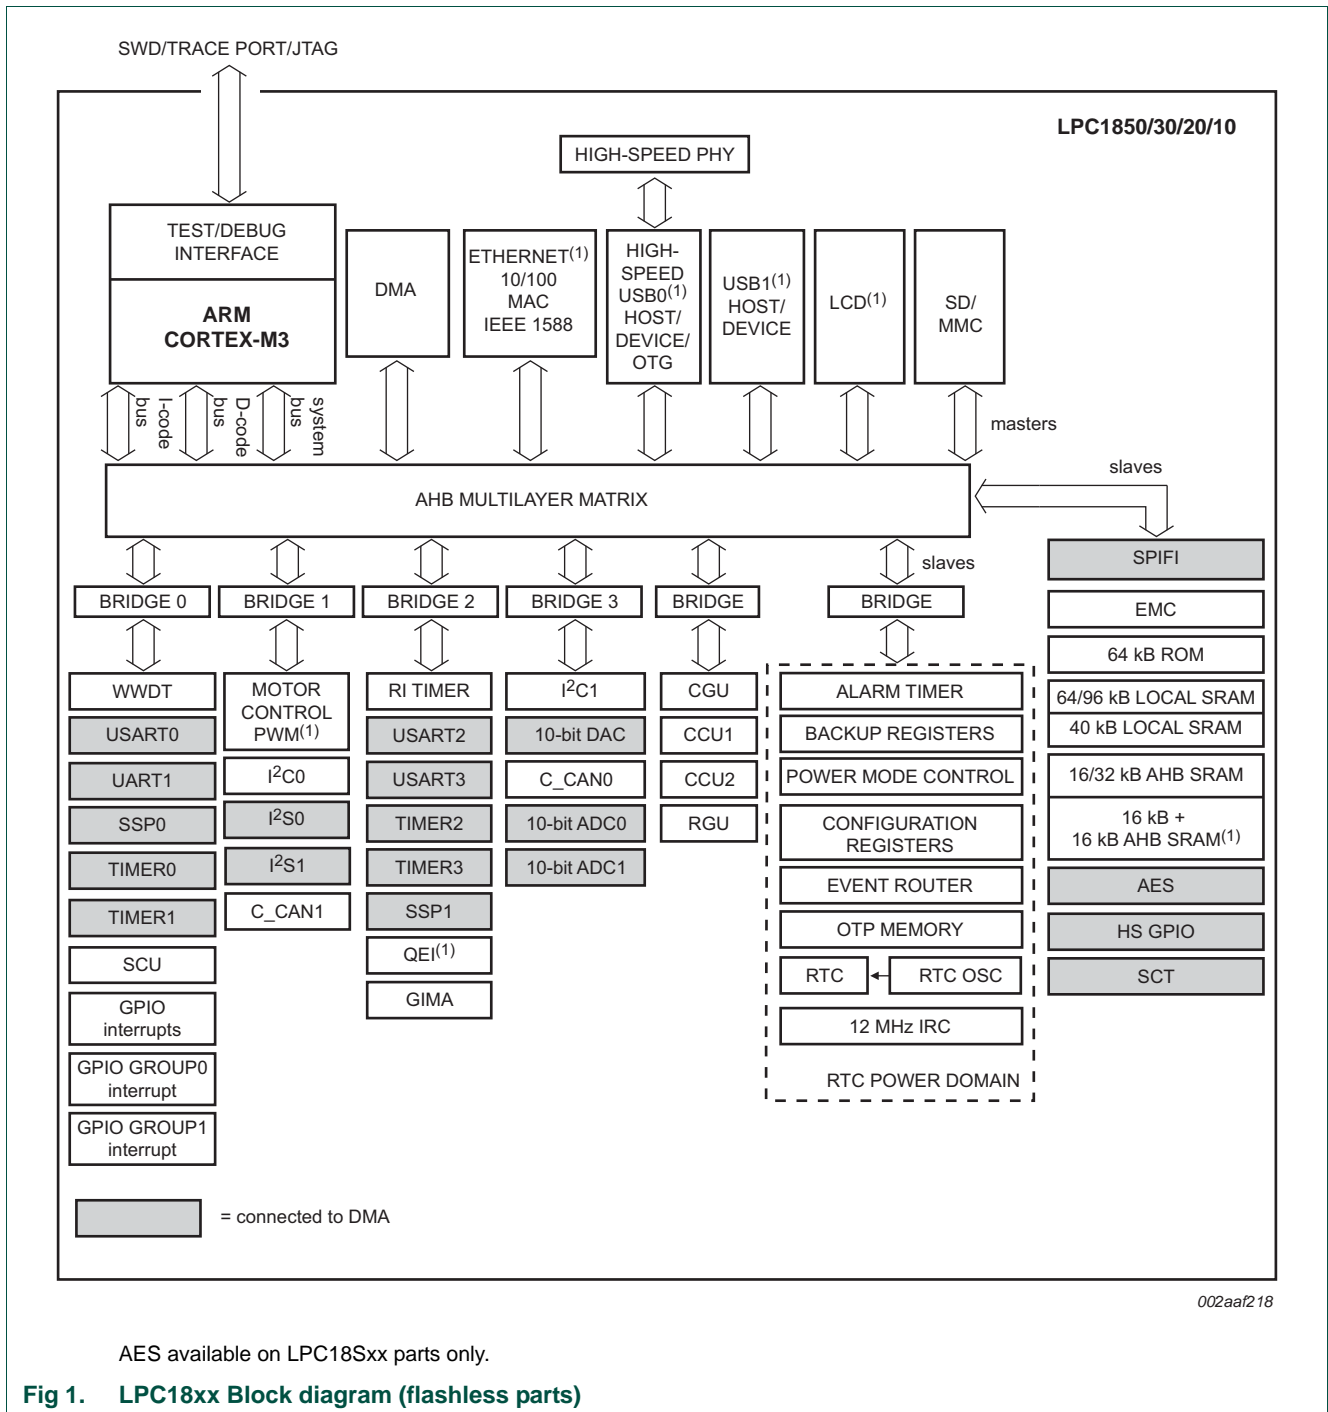 SWD/TRACE PORT/JTAG
LPC1850/30/20/10
HIGH-SPEED PHY
TEST/DEBUG
INTERFACE
ARM
CORTEX-M3
DMA
ETHERNET(1)
10/100
MAC
IEEE 1588
HIGH-
SPEED
USB0(1)
HOST/
DEVICE/
OTG
USB1(1)
HOST/
DEVICE
LCD(1)
SD/
MMC
I-code
bus
D-code
bus
system
bus
masters
slaves
AHB MULTILAYER MATRIX
slaves
BRIDGE 0
BRIDGE 1
BRIDGE 2
BRIDGE 3
BRIDGE
BRIDGE
WWDT
USART0
UART1
SSP0
TIMER0
TIMER1
SCU
GPIO
interrupts
GPIO GROUP0
interrupt
GPIO GROUP1
interrupt
MOTOR
CONTROL
PWM(1)
I2C0
I2S0
I2S1
C_CAN1
RI TIMER
USART2
USART3
TIMER2
TIMER3
SSP1
QEI(1)
GIMA
I2C1
10-bit DAC
C_CAN0
10-bit ADC0
10-bit ADC1
CGU
CCU1
CCU2
RGU
ALARM TIMER
BACKUP REGISTERS
POWER MODE CONTROL
CONFIGURATION
REGISTERS
EVENT ROUTER
OTP MEMORY
RTC
RTC OSC
12 MHz IRC
RTC POWER DOMAIN
SPIFI
EMC
64 kB ROM
64/96 kB LOCAL SRAM
40 kB LOCAL SRAM
16/32 kB AHB SRAM
16 kB +
16 kB AHB SRAM(1)
AES
HS GPIO
SCT
= connected to DMA
002aaf218
AES available on LPC18Sxx parts only.
Fig 1. LPC18xx Block diagram (flashless parts)